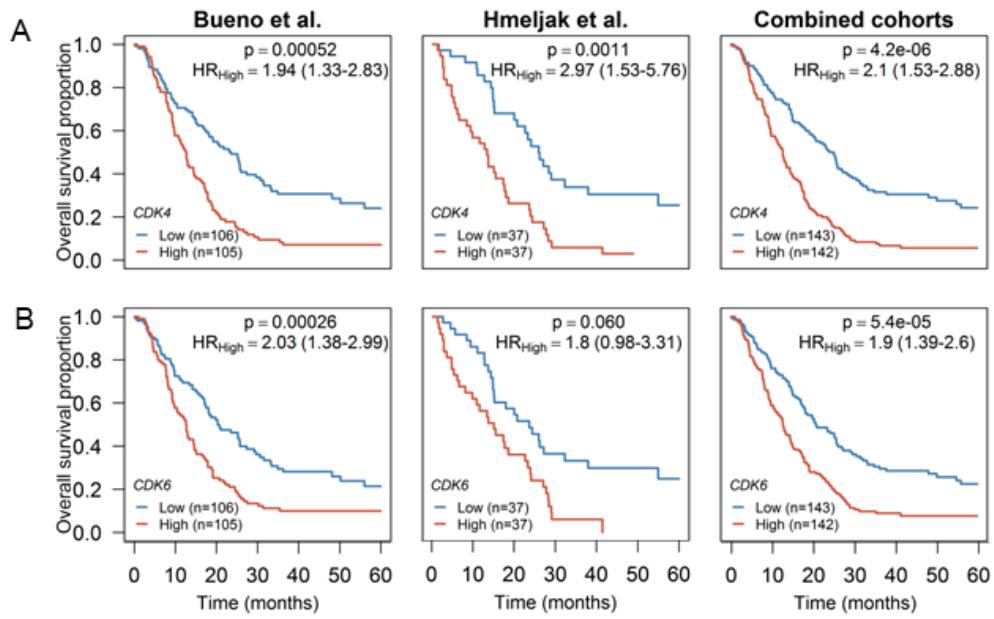 A
Bueno et al.
Hmeljak et al.
Combined cohorts
Overall survival proportion
1.0
0.8
0.6
0.4
0.2
0.0
p = 0.00052
HRHigh = 1.94 (1.33-2.83)
CDK4
Low (n=106)
High (n=105)
p = 0.0011
HRHigh = 2.97 (1.53-5.76)
CDK4
Low (n=37)
High (n=37)
p = 4.2e-06
HRHigh = 2.1 (1.53-2.88)
CDK4
Low (n=143)
High (n=142)
B
Overall survival proportion
1.0
0.8
0.6
0.4
0.2
0.0
p = 0.00026
HRHigh = 2.03 (1.38-2.99)
CDK6
Low (n=106)
High (n=105)
p = 0.060
HRHigh = 1.8 (0.98-3.31)
CDK6
Low (n=37)
High (n=37)
p = 5.4e-05
HRHigh = 1.9 (1.39-2.6)
CDK6
Low (n=143)
High (n=142)
0 10 20 30 40 50 60
0 10 20 30 40 50 60
0 10 20 30 40 50 60
Time (months)
Time (months)
Time (months)